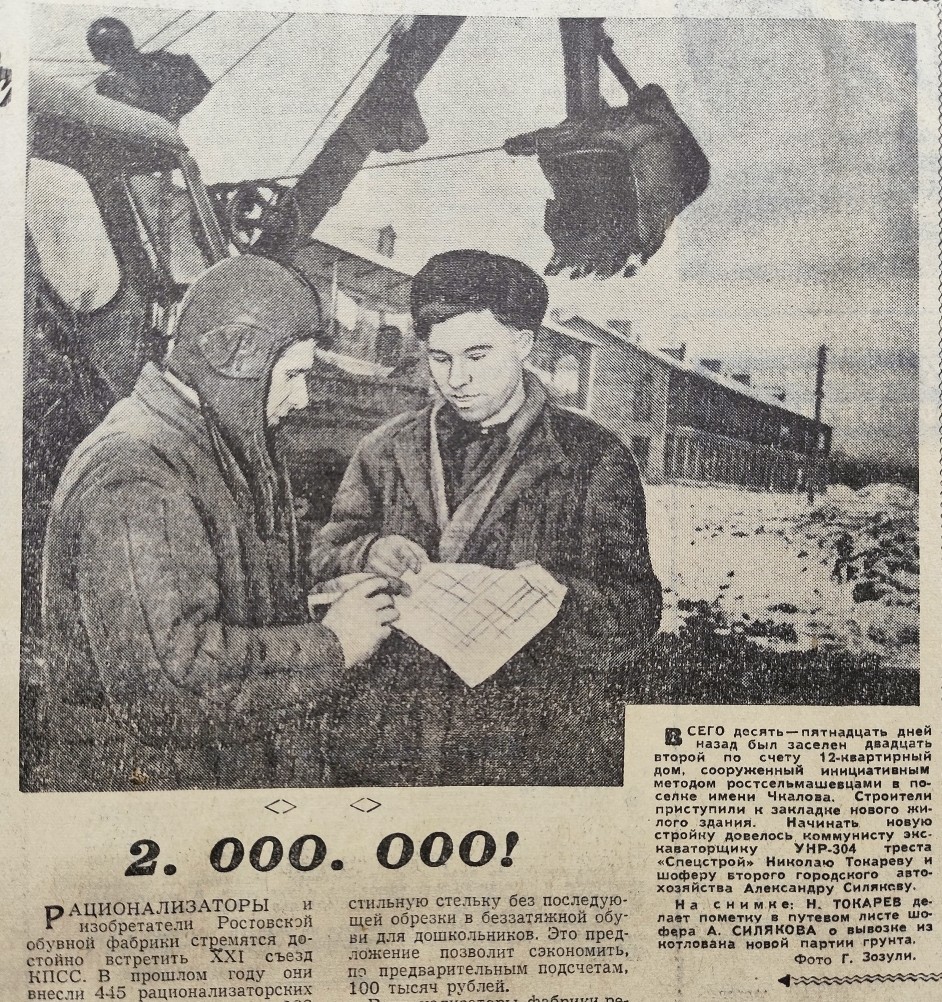 ВСЕГО десять—пятнадцать дней
назад был заселен двадцать
второй по счету 12-квартирный
дом, сооруженный инициативным
методом ростсельмашевцами в по-
селке имени Чкалова. Строители
приступили к закладке нового жи-
лого здания. Начинать новую
стройку довелось коммунисту экс-
каваторщику УНР-304 треста
«Спецстрой» Николаю Токареву и
шоферу второго городского авто-
хозяйства Александру Силякову.
На снимке: Н. ТОКАРЕВ де-
лает пометку в путевом листе шо-
фера А. СИЛЯКОВА о вывозке из
котлована новой партии грунта.
Фото Г. Зозули.
2. 000. 000!
РАЦИОНАЛИЗАТОРЫ и
изобретатели Ростовской
обувной фабрики стремятся до-
стойно встретить XXI съезд
КПСС. В прошлом году они
внесли 445 рационализаторских
стильную стельку без последую-
щей обрезки в беззатяжной обу-
ви для дошкольников. Это пред-
ложение позволит сэкономить,
по предварительным подсчетам,
100 тысяч рублей.